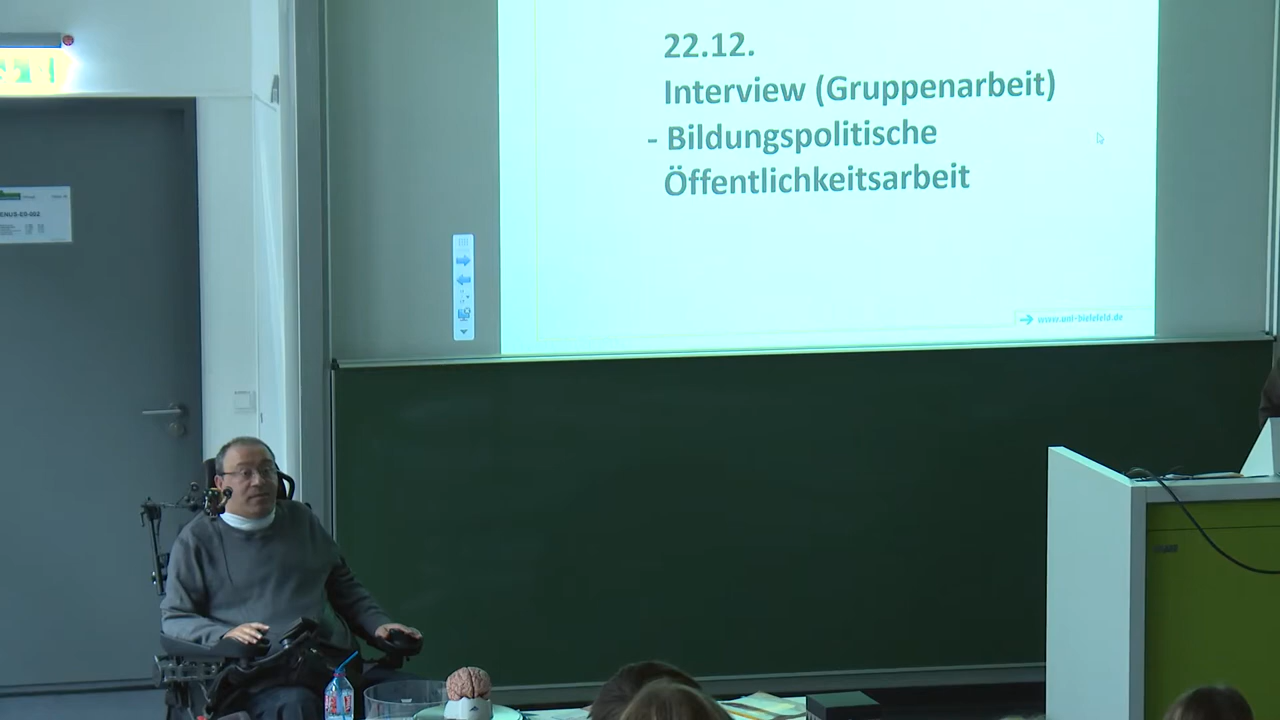 22.12.
Interview (Gruppenarbeit)
- Bildungspolitische
Öffentlichkeitsarbeit
www.uni-bielefeld.de